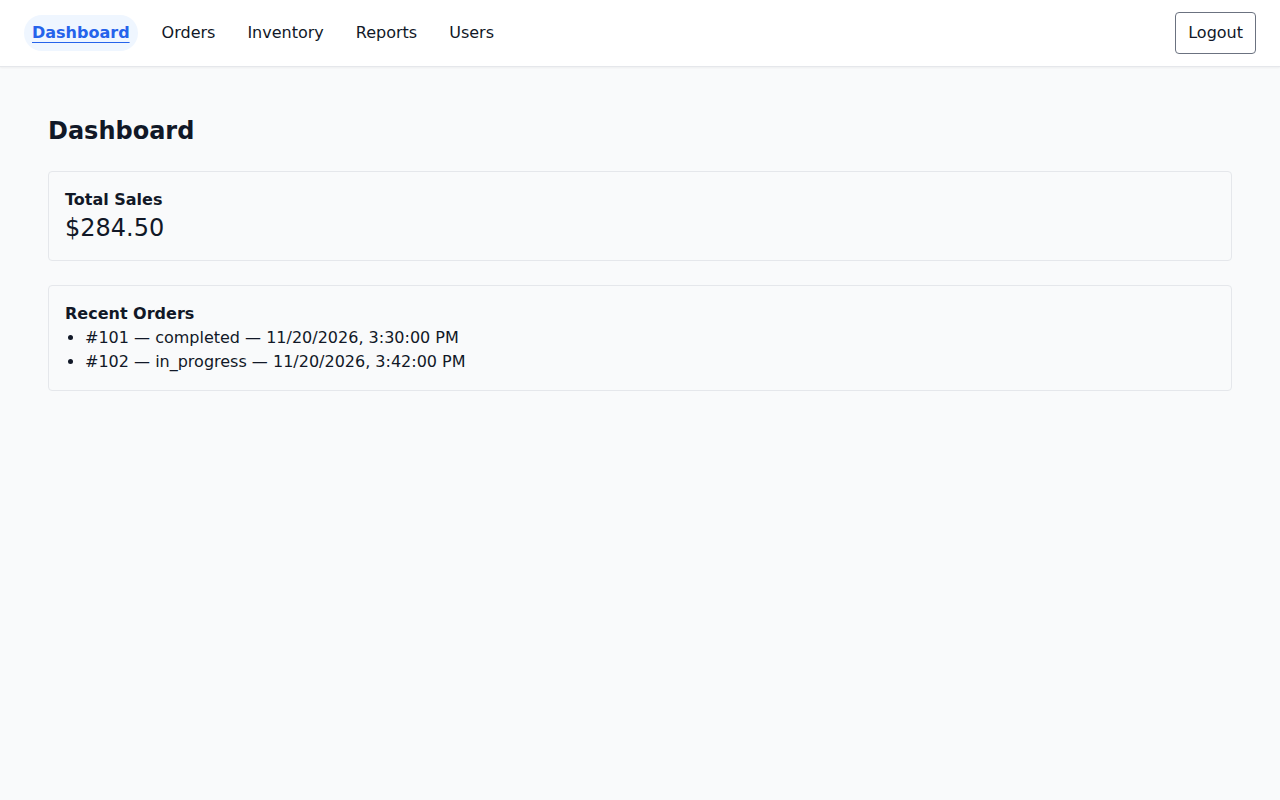 Dashboard Orders Inventory Reports Users Logout
Dashboard
Total Sales
$284.50
Recent Orders
• #101 — completed — 11/20/2026, 3:30:00 PM
• #102 — in_progress — 11/20/2026, 3:42:00 PM